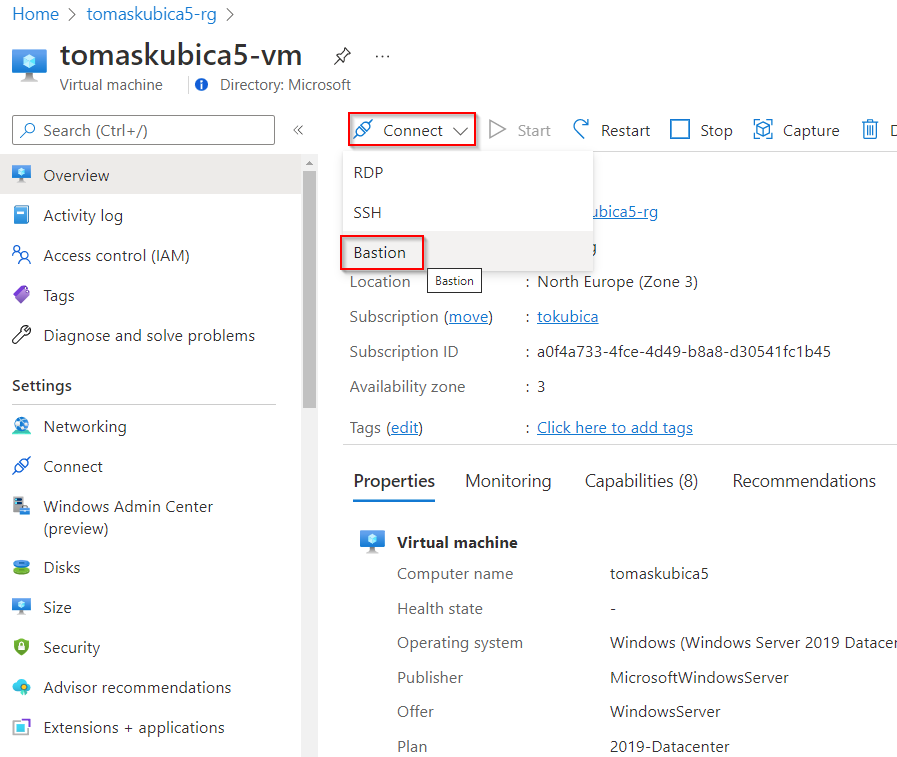 Home > tomaskubica5-rg >
tomaskubica5-vm
Virtual machine
Directory: Microsoft
Search (Ctrl+/)
Overview
Activity log
Access control (IAM)
Tags
Diagnose and solve problems
Settings
Networking
Connect
Windows Admin Center
(preview)
Disks
Size
Security
Advisor recommendations
Extensions + applications
Connect Start Restart Stop Capture
RDP
SSH
Bastion
Bastion
ubica5-rg
Location : North Europe (Zone 3)
Subscription (move) : tokubica
Subscription ID : a0f4a733-4fce-4d49-b8a8-d30541fc1b45
Availability zone : 3
Tags (edit) : Click here to add tags
Properties Monitoring Capabilities (8) Recommendations
Virtual machine
Computer name tomaskubica5
Health state -
Operating system Windows (Windows Server 2019 Datacen
Publisher MicrosoftWindowsServer
Offer WindowsServer
Plan 2019-Datacenter